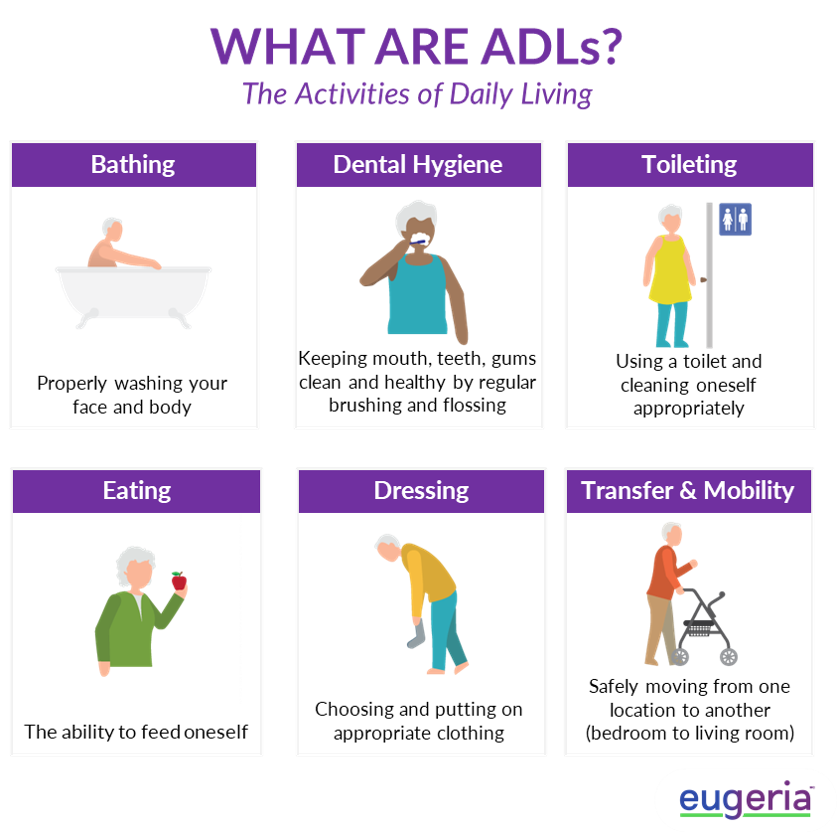 WHAT ARE ADLs?
The Activities of Daily Living
Bathing
Properly washing your
face and body
Dental Hygiene
Keeping mouth, teeth, gums
clean and healthy by regular
brushing and flossing
Toileting
Using a toilet and
cleaning oneself
appropriately
Eating
The ability to feed oneself
Dressing
Choosing and putting on
appropriate clothing
Transfer & Mobility
Safely moving from one
location to another
(bedroom to living room)
eugeria™